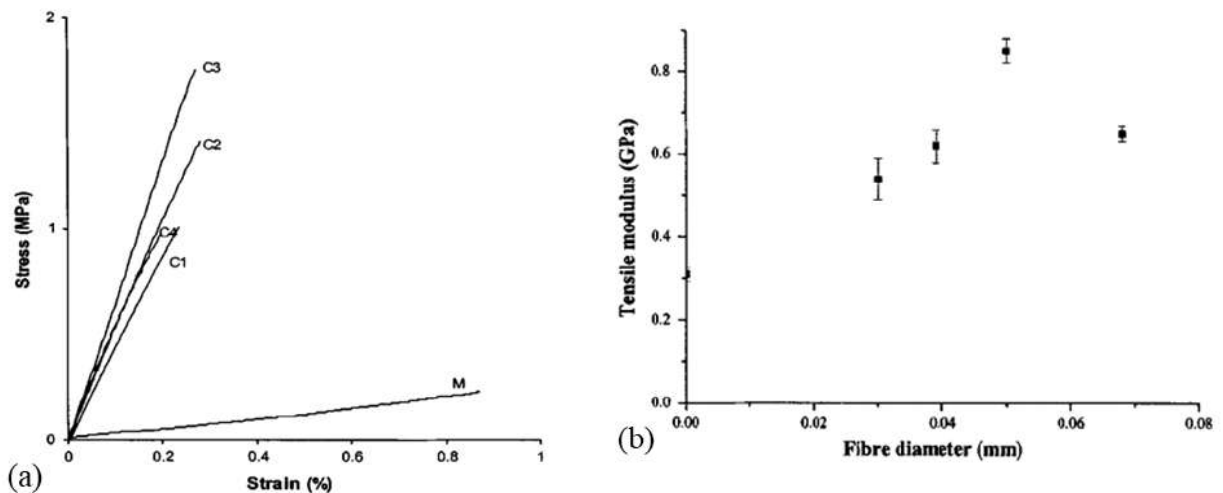 2
C3
C2
Stress (MPa)
1
C4
C1
M
0
0
0.2
0.4
0.6
0.8
1
(a)
Strain (%)
0.8
0.6
Tensile modulus (GPa)
0.4
0.2
0.0
0.00
0.02
0.04
0.06
0.08
(b)
Fibre diameter (mm)